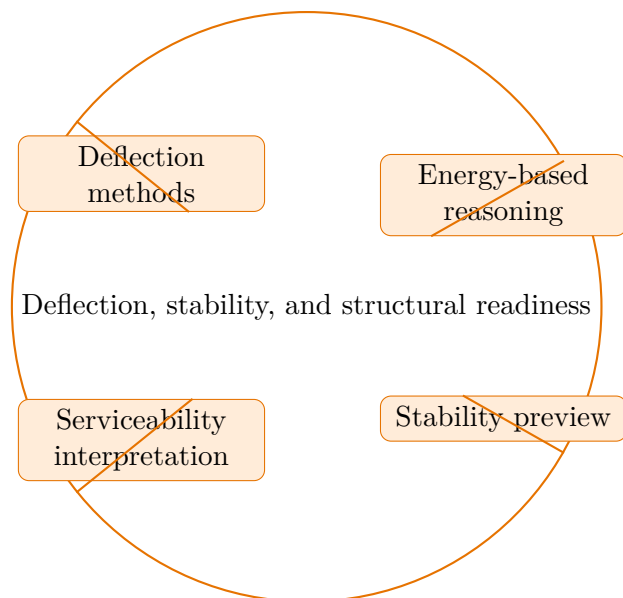 Deflection
methods
Energy-based
reasoning
Deflection, stability, and structural readiness
Serviceability
interpretation
Stability preview